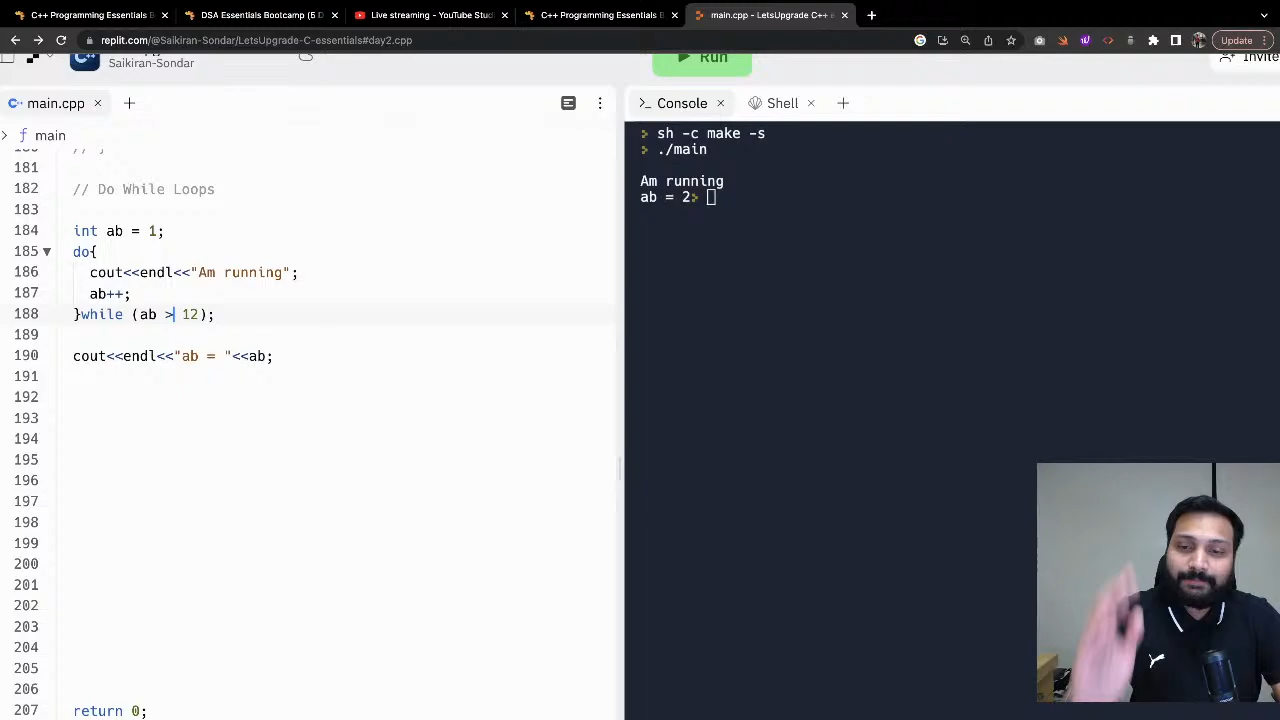 C++ Programming Essentials B
DSA Essentials Bootcamp (5 D
Live streaming - YouTube Stud
C++ Programming Essentials B
main.cpp - LetsUpgrade C++ e
replit.com/@Saikiran-Sondar/LetsUpgrade-C-essentials#day2.cpp
Update
Saikiran-Sondar
Run
Invite
main.cpp
Console
Shell
main
181
182 // Do While Loops
183
184 int ab = 1;
185 do{
186 cout<<endl<<"Am running";
187 ab++;
188 }while (ab > 12);
189
190 cout<<endl<<"ab = "<<ab;
191
192
193
194
195
196
197
198
199
200
201
202
203
204
205
206
207 return 0;
sh -c make -s
./main
Am running
ab = 2